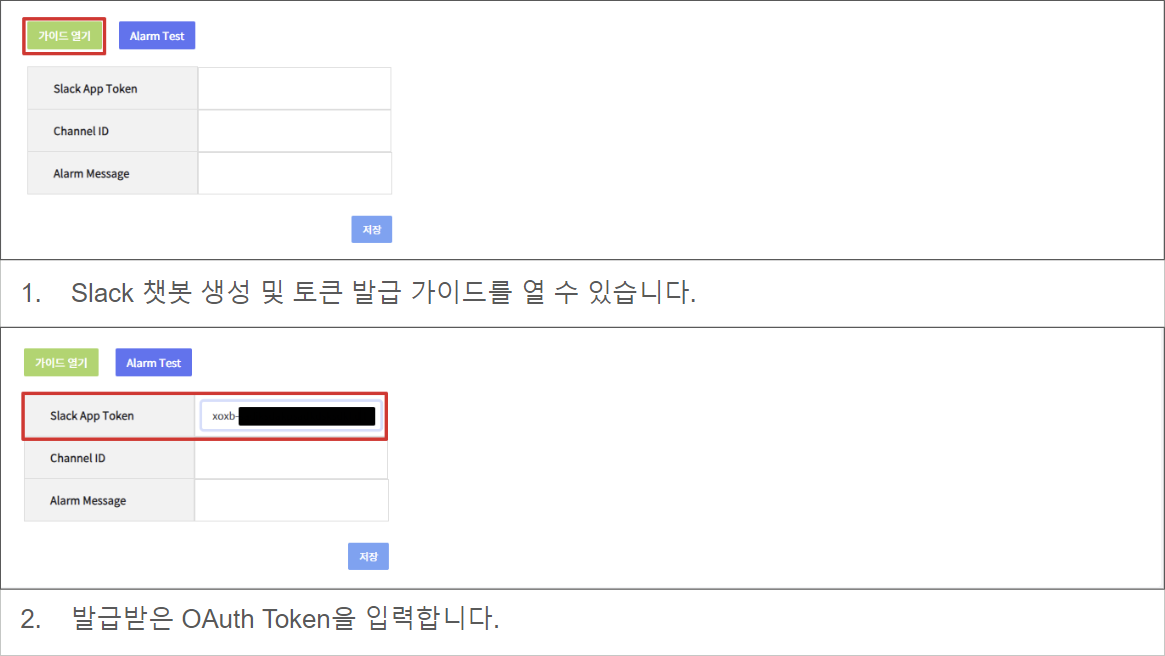 가이드 열기 Alarm Test
Slack App Token
Channel ID
Alarm Message
저장
1. Slack 챗봇 생성 및 토큰 발급 가이드를 열 수 있습니다.
가이드 열기 Alarm Test
Slack App Token xoxb-
Channel ID
Alarm Message
저장
2. 발급받은 OAuth Token을 입력합니다.